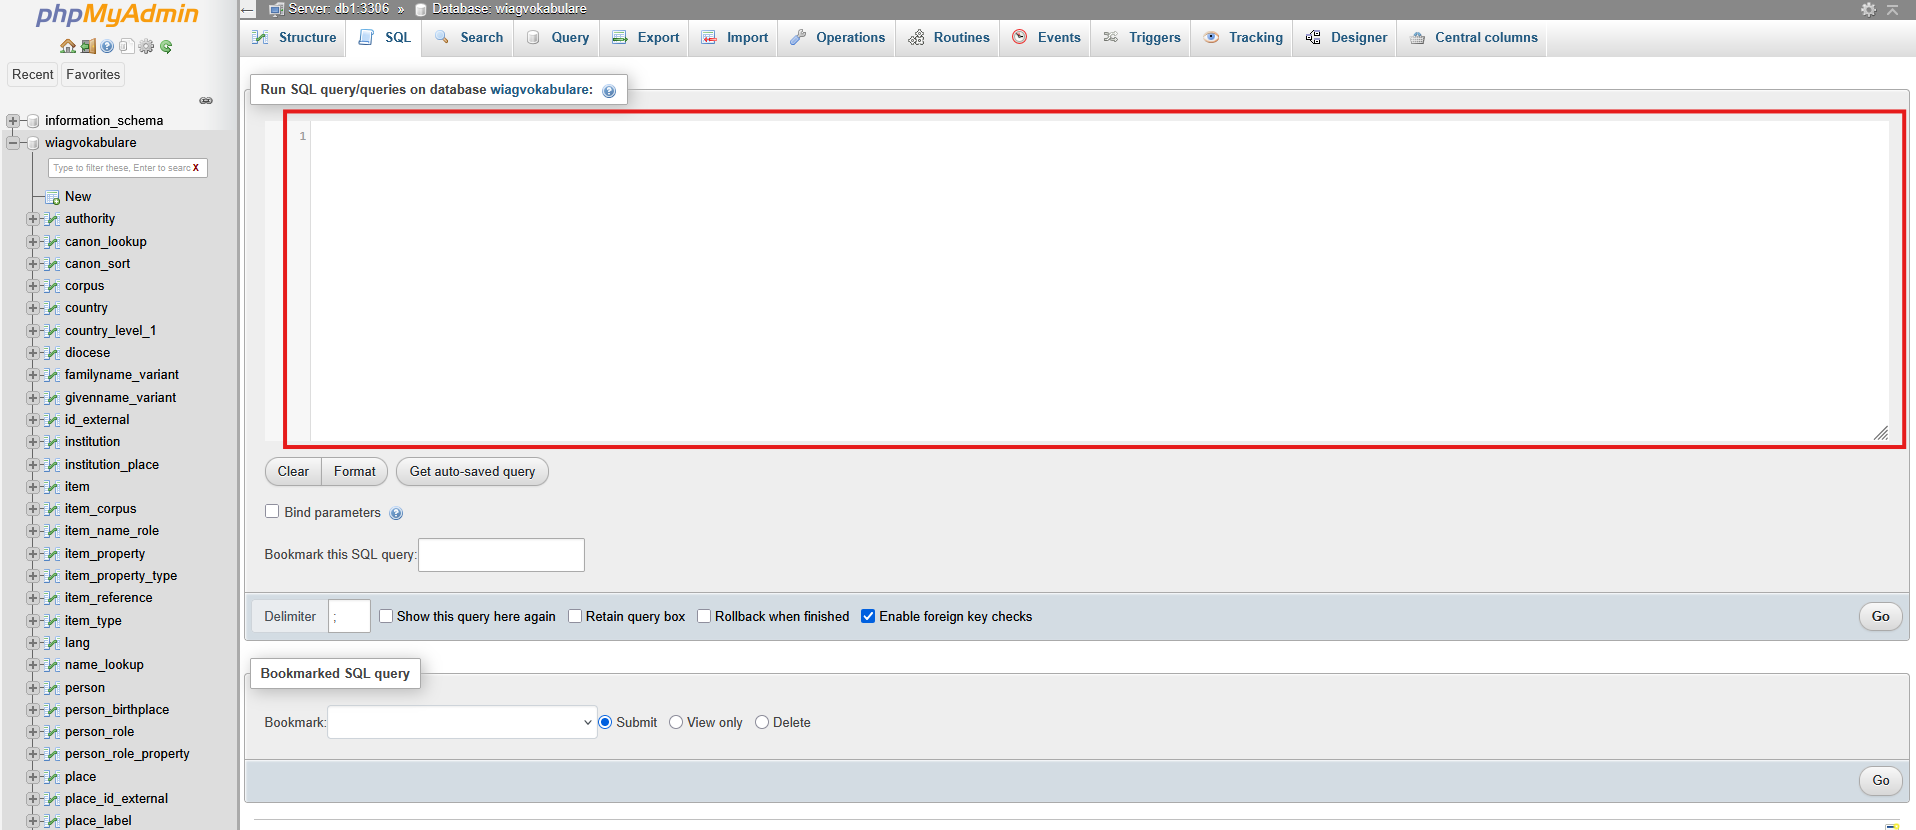 phpMyAdmin
Recent Favorites
information_schema
wiagvokabulare
Type to filter these, Enter to searc X
New
authority
canon_lookup
canon_sort
corpus
country
country_level_1
diocese
familyname_variant
givenname_variant
id_external
institution
institution_place
item
item_corpus
item_name_role
item_property
item_property_type
item_reference
item_type
lang
name_lookup
person
person_birthplace
person_role
person_role_property
place
place_id_external
place_label
Server: db1:3306 » Database: wiagvokabulare
Structure SQL Search Query Export Import Operations Routines Events Triggers Tracking Designer Central columns
Run SQL query/queries on database wiagvokabulare:
1
Clear Format Get auto-saved query
Bind parameters
Bookmark this SQL query:
Delimiter ; Show this query here again Retain query box Rollback when finished Enable foreign key checks Go
Bookmarked SQL query
Bookmark: Submit View only Delete
Go